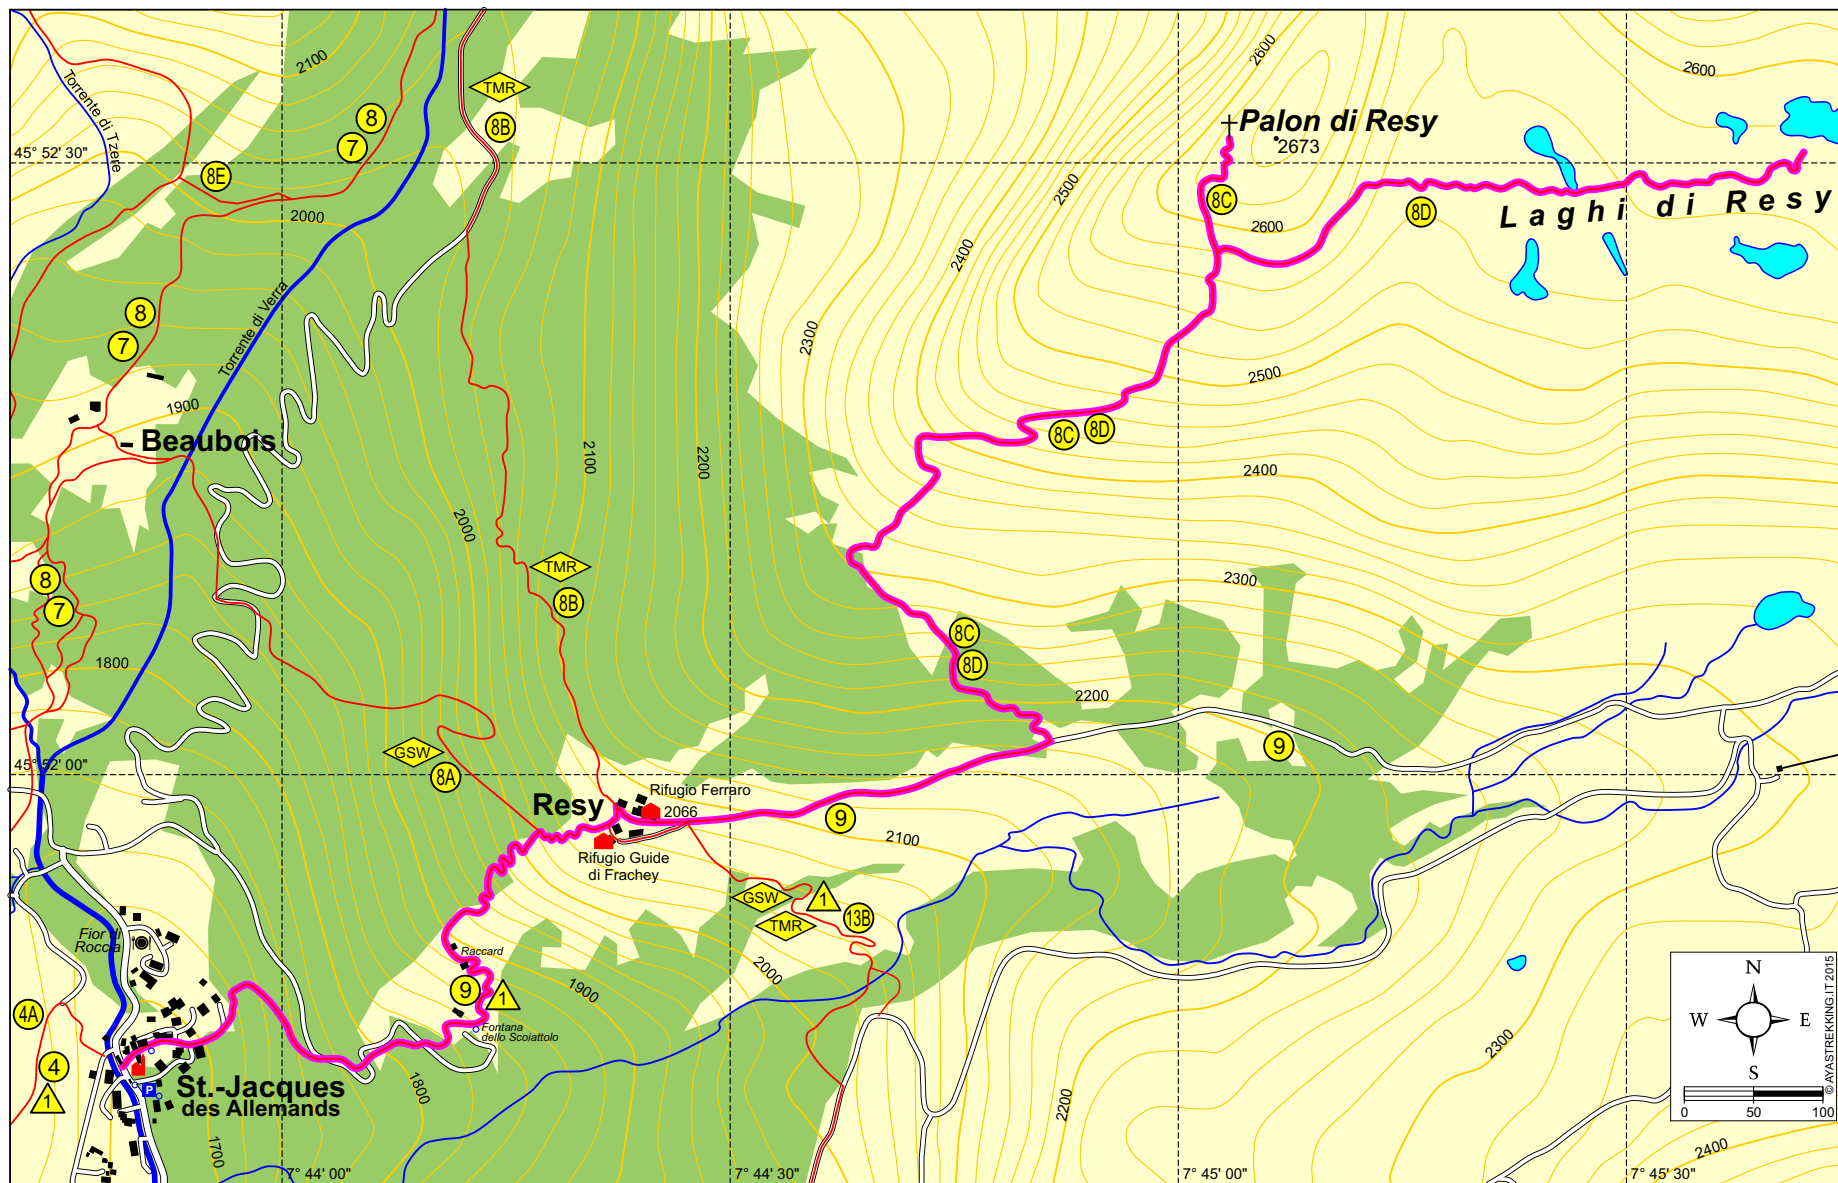 2100
2600
2600
Torrente di Tzere
TMR
8B
8
7
Palon di Resy
2673
45° 52' 30"
8E
2000
2500
8C
2600
8D
Laghi di Resy
2400
Torrente di Verra
8
7
2300
2500
1900
Beaubois
8C
8D
2100
2200
2400
2000
8
7
TMR
8B
2300
8C
8D
1800
2200
GSW
8A
9
45° 52' 00"
Resy
Rifugio Ferraro
2066
9
2100
Rifugio Guide
di Frachey
GSW
1
TMR
13B
Fior di
Roccia
Raccard
2000
9
1
1900
4A
Fontana
dello Scoiattolo
N
W
E
S
0
50
100
© AYASTREKKING.IT 2015
2300
4
1
P
St.-Jacques
des Allemands
1800
2200
1700
2400
7° 44' 00"
7° 44' 30"
7° 45' 00"
7° 45' 30"